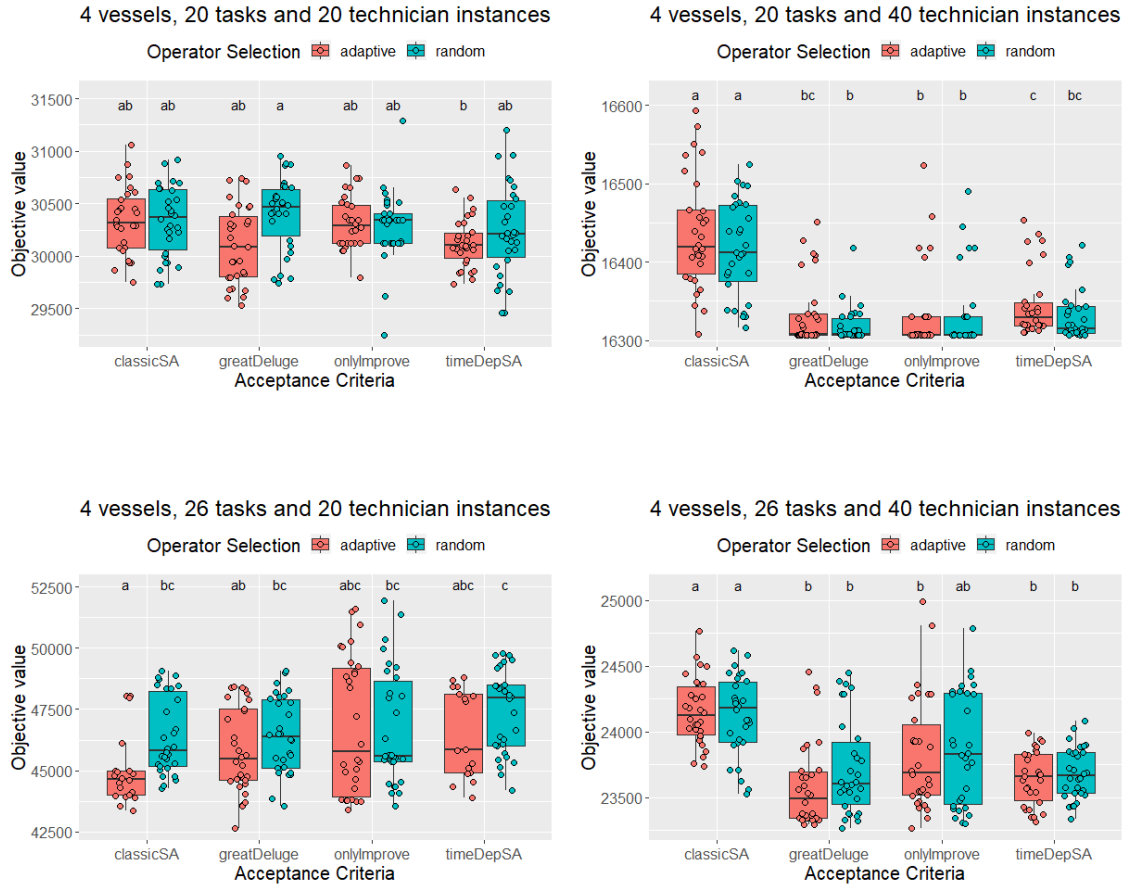 4 vessels, 20 tasks and 20 technician instances
Operator Selection adaptive random
31500
31000
30500
30000
29500
Objective value
ab ab ab a ab ab b ab
classicSA greatDeluge onlyImprove timeDepSA
Acceptance Criteria
4 vessels, 20 tasks and 40 technician instances
Operator Selection adaptive random
16600
16500
16400
16300
Objective value
a a bc b b b c bc
classicSA greatDeluge onlyImprove timeDepSA
Acceptance Criteria
4 vessels, 26 tasks and 20 technician instances
Operator Selection adaptive random
52500
50000
47500
45000
42500
Objective value
a bc ab bc abc bc abc c
classicSA greatDeluge onlyImprove timeDepSA
Acceptance Criteria
4 vessels, 26 tasks and 40 technician instances
Operator Selection adaptive random
25000
24500
24000
23500
Objective value
a a b b b ab b b
classicSA greatDeluge onlyImprove timeDepSA
Acceptance Criteria